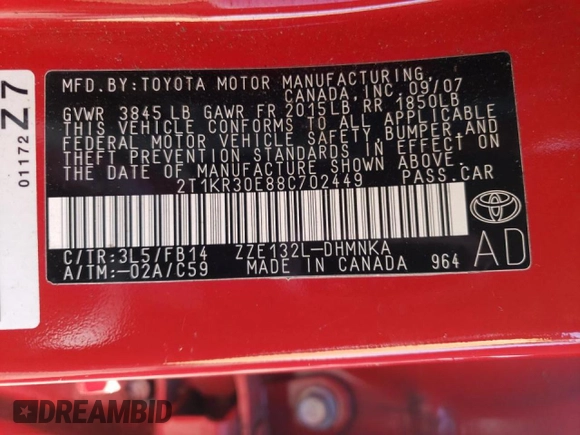 MFD. BY: TOYOTA MOTOR MANUFACTURING,
CANADA, INC. 09/07
GVWR 3845 LB GAWR FR 2015LB, RR 1850LB
THIS VEHICLE CONFORMS TO ALL APPLICABLE
FEDERAL MOTOR VEHICLE SAFETY, BUMPER, AND
THEFT PREVENTION STANDARDS IN EFFECT ON
THE DATE OF MANUFACTURE SHOWN ABOVE.
2T1KR30E88C702449 PASS. CAR
C/TR:3L5/FB14 ZZE132L-DHMNKA
A/TM:-02A/C59 MADE IN CANADA 964
AD
Z7
01172
DREAMBID